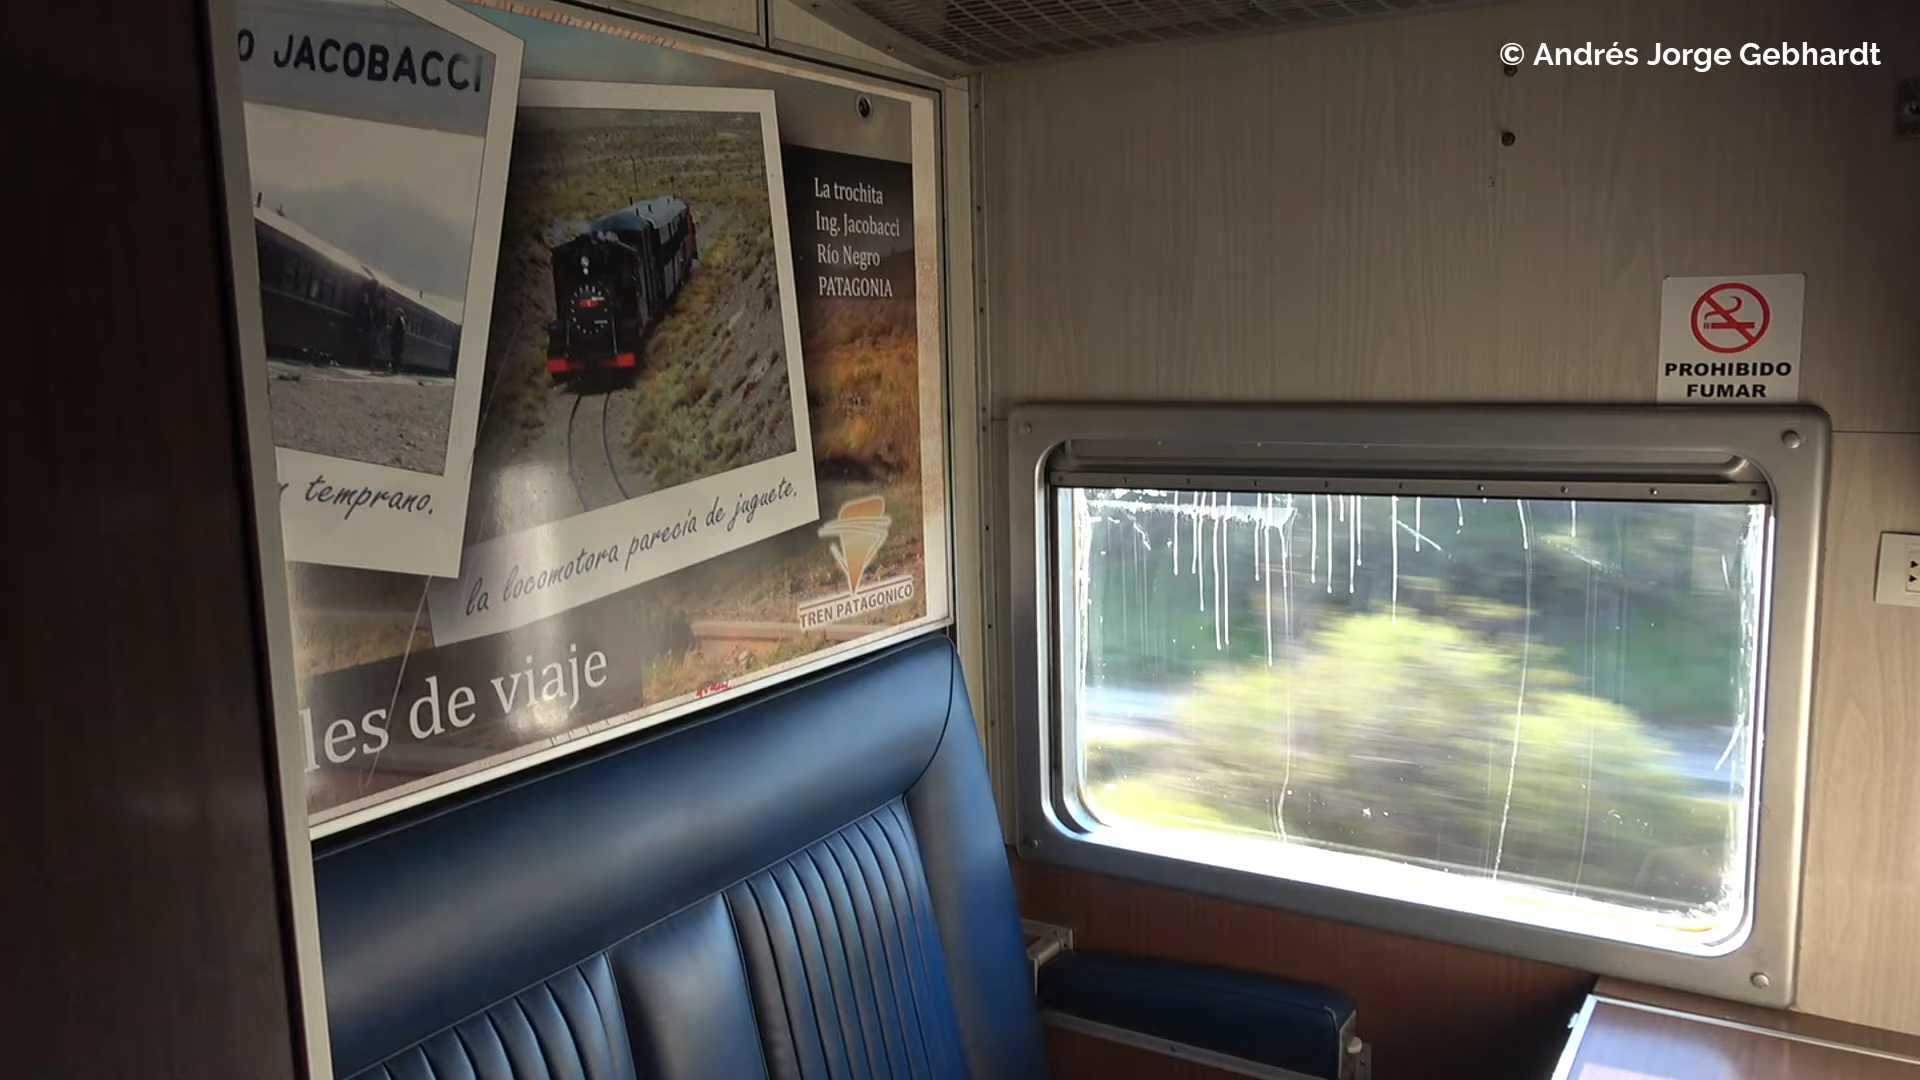 O JACOBACCI
temprano.
la locomotora parecía de juguete.
La trochita
Ing. Jacobacci
Río Negro
PATAGONIA
TREN PATAGONICO
les de viaje
PROHIBIDO
FUMAR
© Andrés Jorge Gebhardt